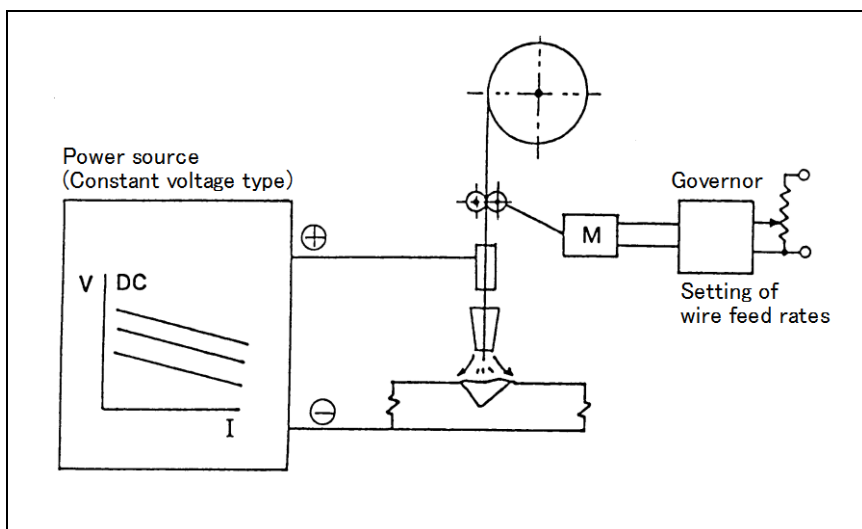 Power source
(Constant voltage type)
⊕
V DC
I
⊖
M
Governor
Setting of
wire feed rates